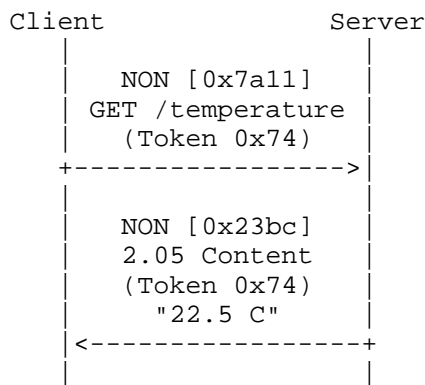 Client Server
NON [0x7a11]
GET /temperature
(Token 0x74)
NON [0x23bc]
2.05 Content
(Token 0x74)
"22.5 C"